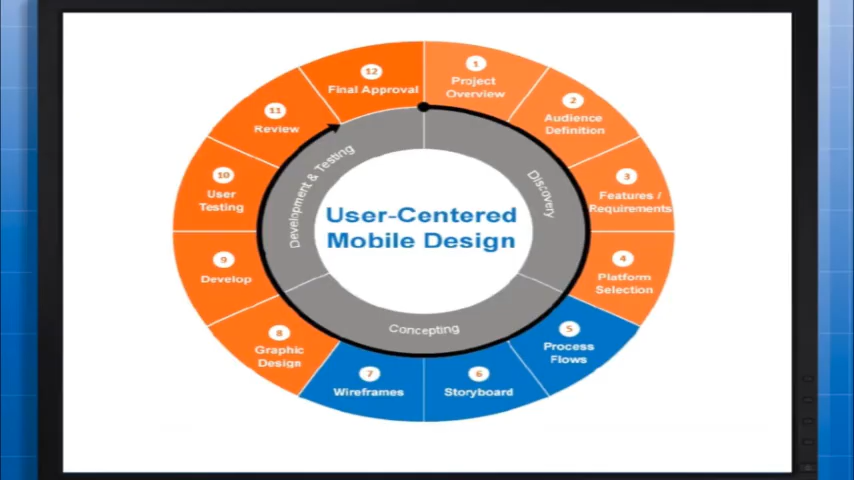 1
Project
Overview
2
Audience
Definition
3
Features /
Requirements
4
Platform
Selection
5
Process
Flows
6
Storyboard
7
Wireframes
8
Graphic
Design
9
Develop
10
User
Testing
11
Review
12
Final Approval
Discovery
Concepting
Development & Testing
User-Centered
Mobile Design